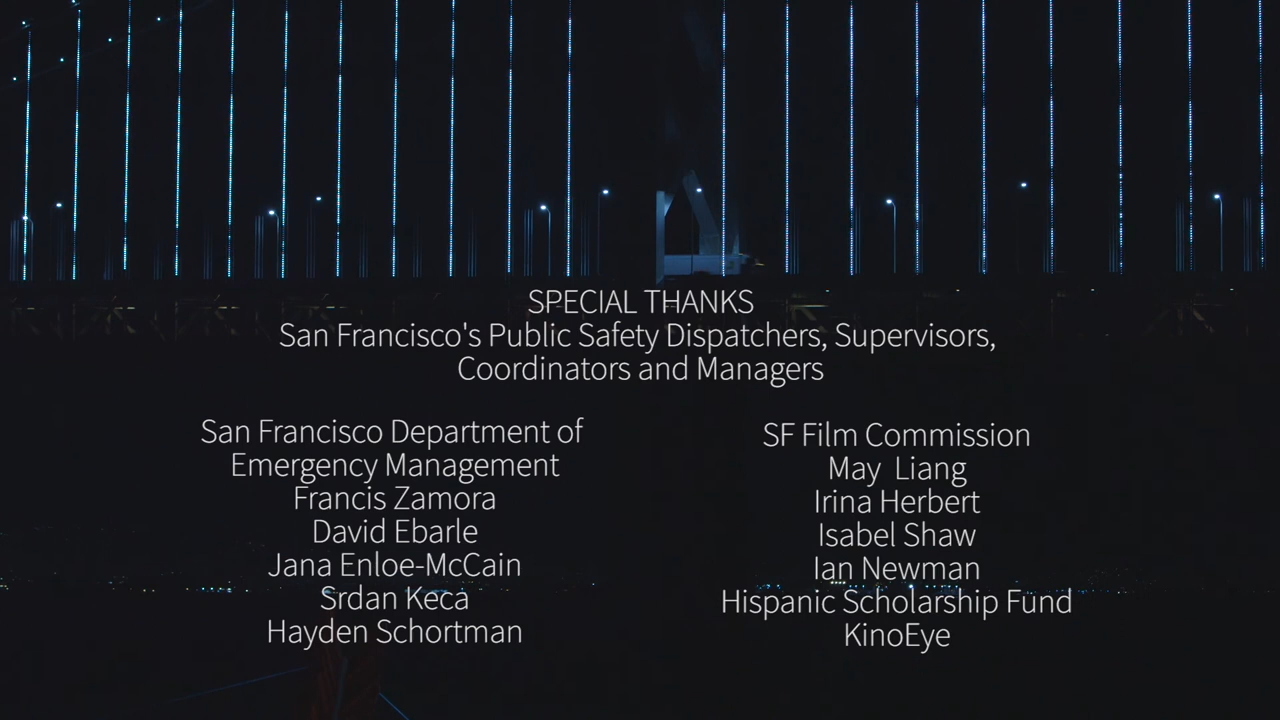 SPECIAL THANKS
San Francisco's Public Safety Dispatchers, Supervisors,
Coordinators and Managers
San Francisco Department of
Emergency Management
Francis Zamora
David Ebarle
Jana Enloe-McCain
Srdan Keca
Hayden Schortman
SF Film Commission
May Liang
Irina Herbert
Isabel Shaw
Ian Newman
Hispanic Scholarship Fund
KinoEye